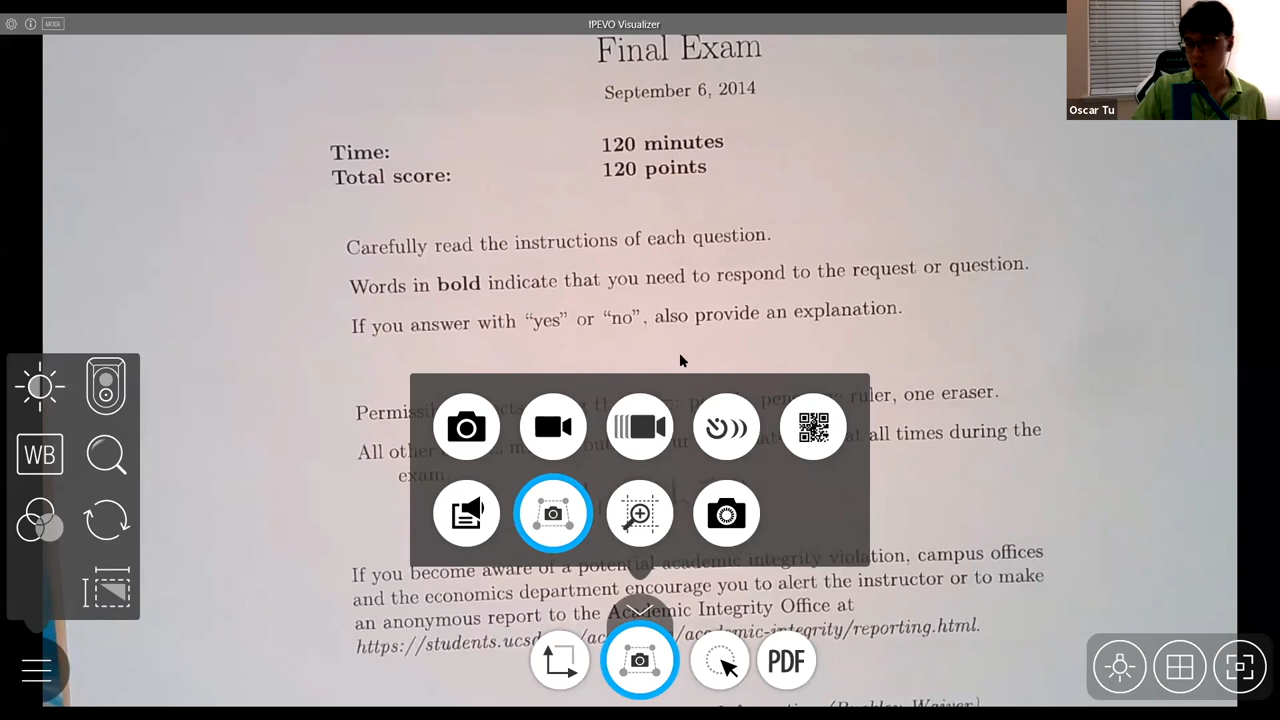 MODE
IPEVO Visualizer
Final Exam
September 6, 2014
Oscar Tu
Time: 120 minutes
Total score: 120 points
Carefully read the instructions of each question.
Words in bold indicate that you need to respond to the request or question.
If you answer with “yes” or “no”, also provide an explanation.
ruler, one eraser.
All
at all times during the
exam.
WB
If you become aware of a potential academic integrity violation, campus offices
and the economics department encourage you to alert the instructor or to make
an anonymous report to the Academic Integrity Office at
https://students.ucsd /academic-integrity/reporting.html.
PDF